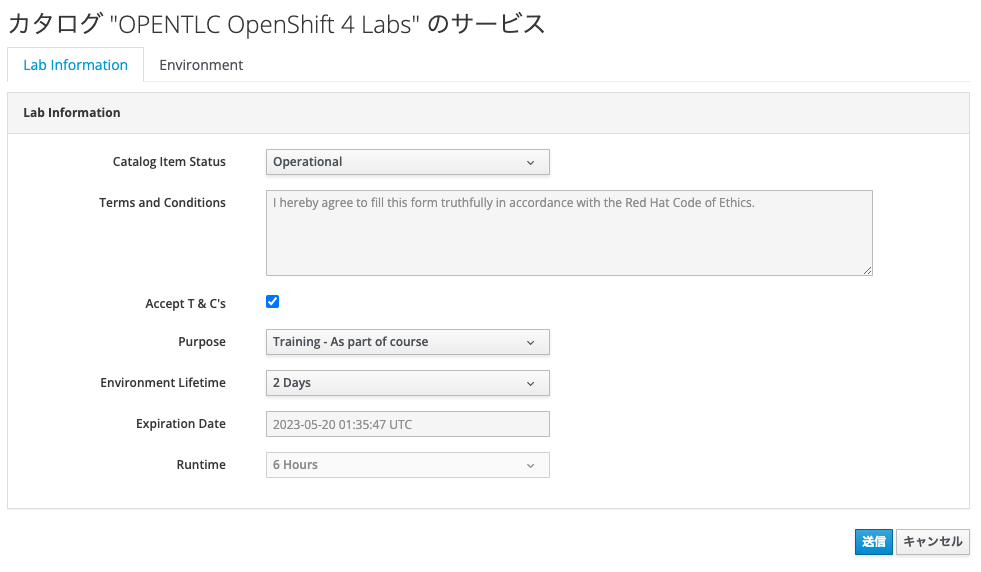 カタログ "OPENTLC OpenShift 4 Labs" のサービス
Lab Information Environment
Lab Information
Catalog Item Status Operational
Terms and Conditions I hereby agree to fill this form truthfully in accordance with the Red Hat Code of Ethics.
Accept T & C's
Purpose Training - As part of course
Environment Lifetime 2 Days
Expiration Date 2023-05-20 01:35:47 UTC
Runtime 6 Hours
送信 キャンセル